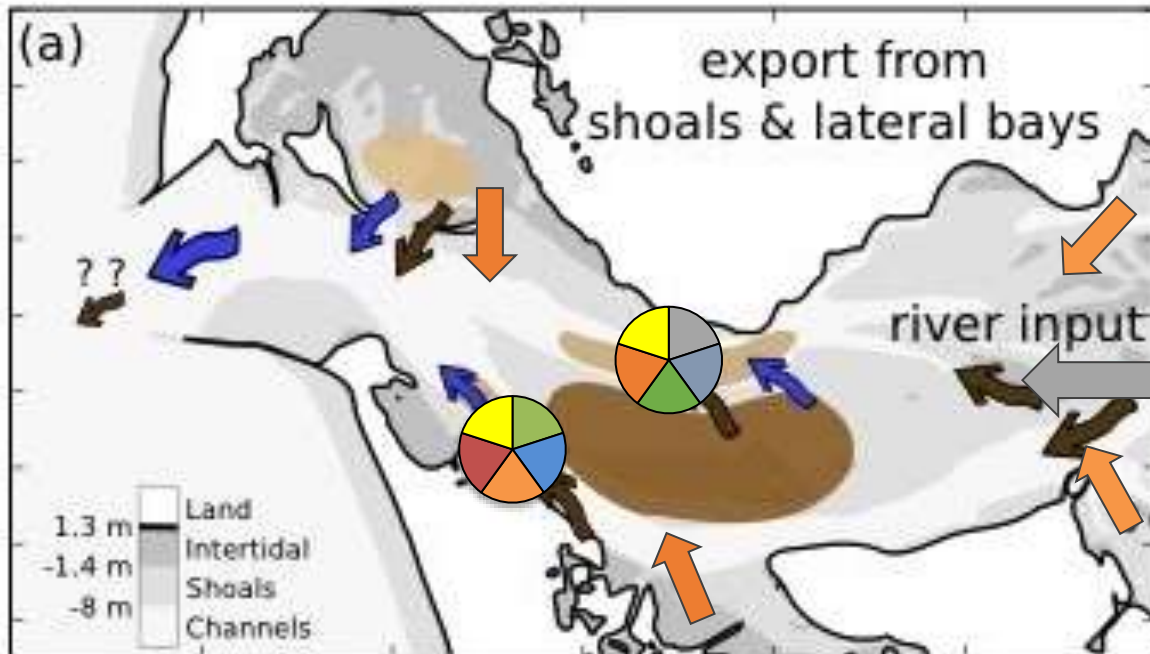 (a)
export from
shoals & lateral bays
? ?
river input
Land
1.3 m
Intertidal
-1.4 m
Shoals
-8 m
Channels